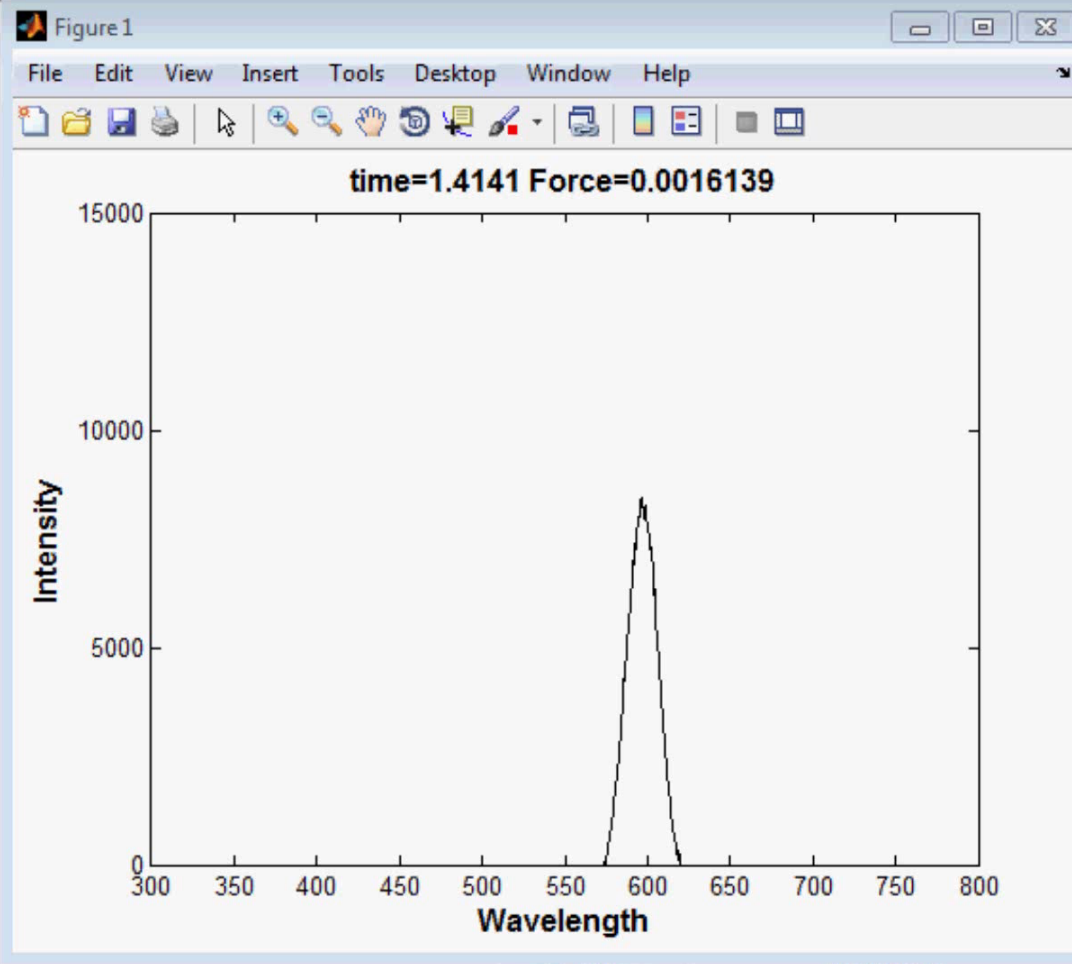 Figure 1
File Edit View Insert Tools Desktop Window Help
time=1.4141 Force=0.0016139
15000
10000
5000
0
Intensity
300 350 400 450 500 550 600 650 700 750 800
Wavelength